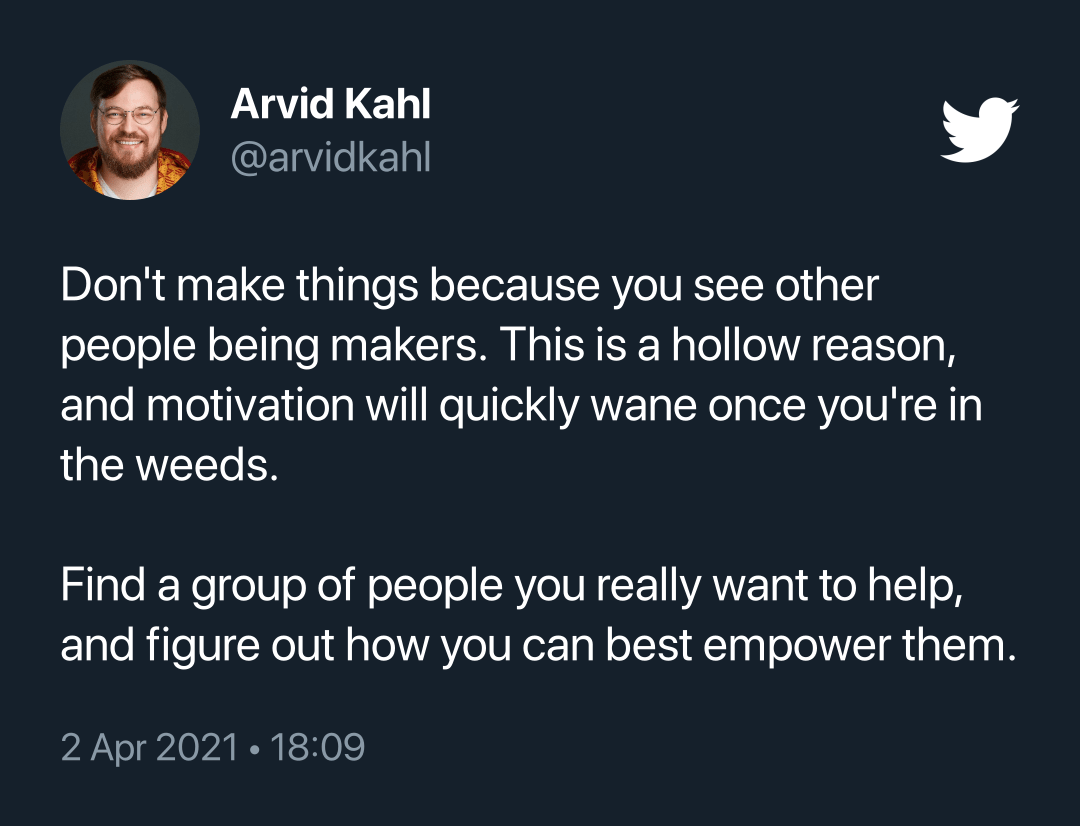 Arvid Kahl
@arvidkahl
Don't make things because you see other
people being makers. This is a hollow reason,
and motivation will quickly wane once you're in
the weeds.
Find a group of people you really want to help,
and figure out how you can best empower them.
2 Apr 2021 • 18:09